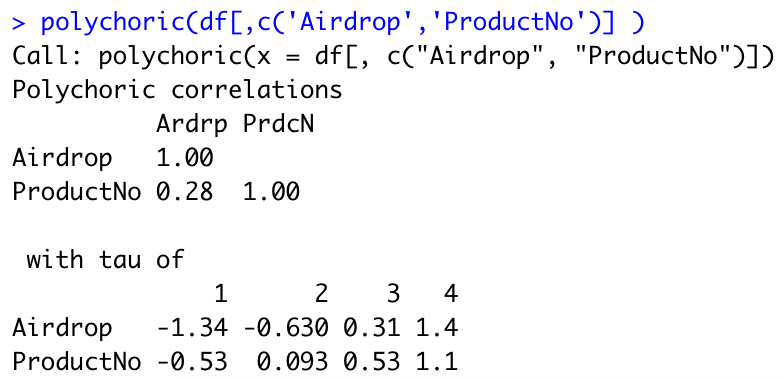 > polychoric(df[,c('Airdrop','ProductNo')] )
Call: polychoric(x = df[, c("Airdrop", "ProductNo")])
Polychoric correlations
          Ardrp PrdcN
Airdrop   1.00
ProductNo 0.28  1.00

 with tau of
              1      2    3   4
Airdrop   -1.34 -0.630 0.31 1.4
ProductNo -0.53  0.093 0.53 1.1